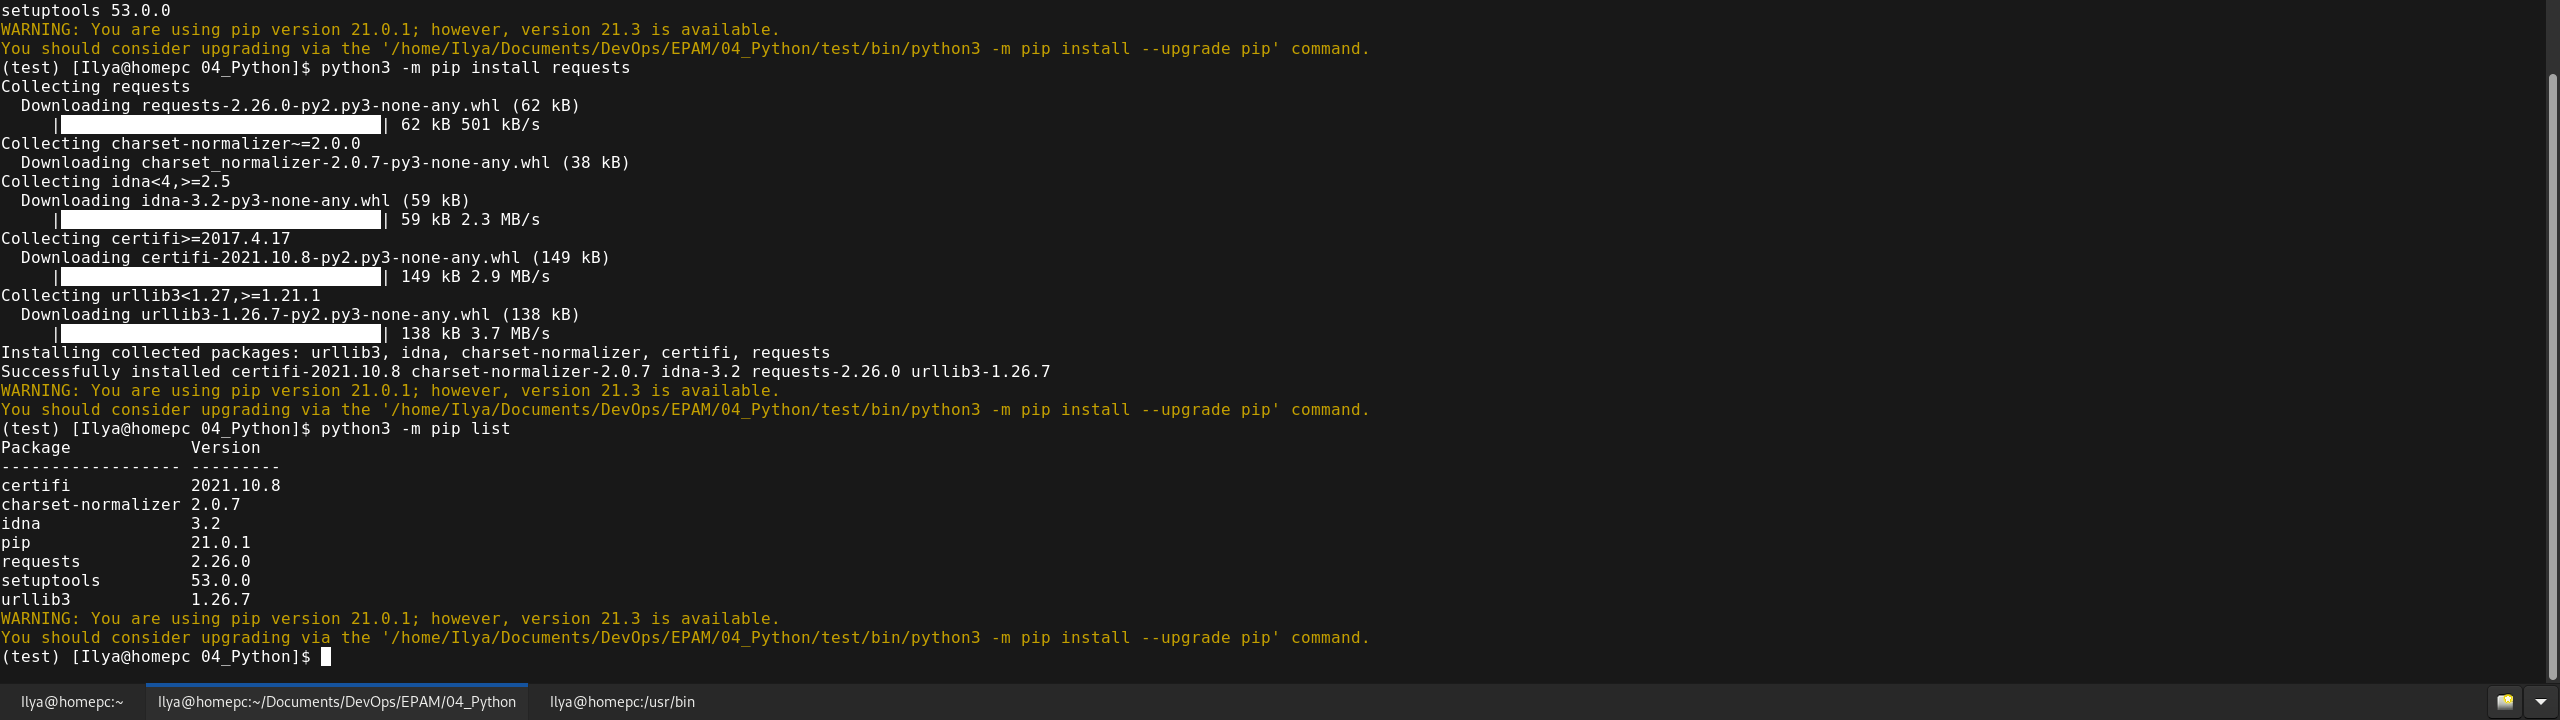 setuptools 53.0.0
WARNING: You are using pip version 21.0.1; however, version 21.3 is available.
You should consider upgrading via the '/home/Ilya/Documents/DevOps/EPAM/04_Python/test/bin/python3 -m pip install --upgrade pip' command.
(test) [Ilya@homepc 04_Python]$ python3 -m pip install requests
Collecting requests
  Downloading requests-2.26.0-py2.py3-none-any.whl (62 kB)
     |████████████████████████████████| 62 kB 501 kB/s
Collecting charset-normalizer~=2.0.0
  Downloading charset_normalizer-2.0.7-py3-none-any.whl (38 kB)
Collecting idna<4,>=2.5
  Downloading idna-3.2-py3-none-any.whl (59 kB)
     |████████████████████████████████| 59 kB 2.3 MB/s
Collecting certifi>=2017.4.17
  Downloading certifi-2021.10.8-py2.py3-none-any.whl (149 kB)
     |████████████████████████████████| 149 kB 2.9 MB/s
Collecting urllib3<1.27,>=1.21.1
  Downloading urllib3-1.26.7-py2.py3-none-any.whl (138 kB)
     |████████████████████████████████| 138 kB 3.7 MB/s
Installing collected packages: urllib3, idna, charset-normalizer, certifi, requests
Successfully installed certifi-2021.10.8 charset-normalizer-2.0.7 idna-3.2 requests-2.26.0 urllib3-1.26.7
WARNING: You are using pip version 21.0.1; however, version 21.3 is available.
You should consider upgrading via the '/home/Ilya/Documents/DevOps/EPAM/04_Python/test/bin/python3 -m pip install --upgrade pip' command.
(test) [Ilya@homepc 04_Python]$ python3 -m pip list
Package            Version
------------------ ---------
certifi            2021.10.8
charset-normalizer 2.0.7
idna               3.2
pip                21.0.1
requests           2.26.0
setuptools         53.0.0
urllib3            1.26.7
WARNING: You are using pip version 21.0.1; however, version 21.3 is available.
You should consider upgrading via the '/home/Ilya/Documents/DevOps/EPAM/04_Python/test/bin/python3 -m pip install --upgrade pip' command.
(test) [Ilya@homepc 04_Python]$
Ilya@homepc:~ Ilya@homepc:~/Documents/DevOps/EPAM/04_Python Ilya@homepc:/usr/bin